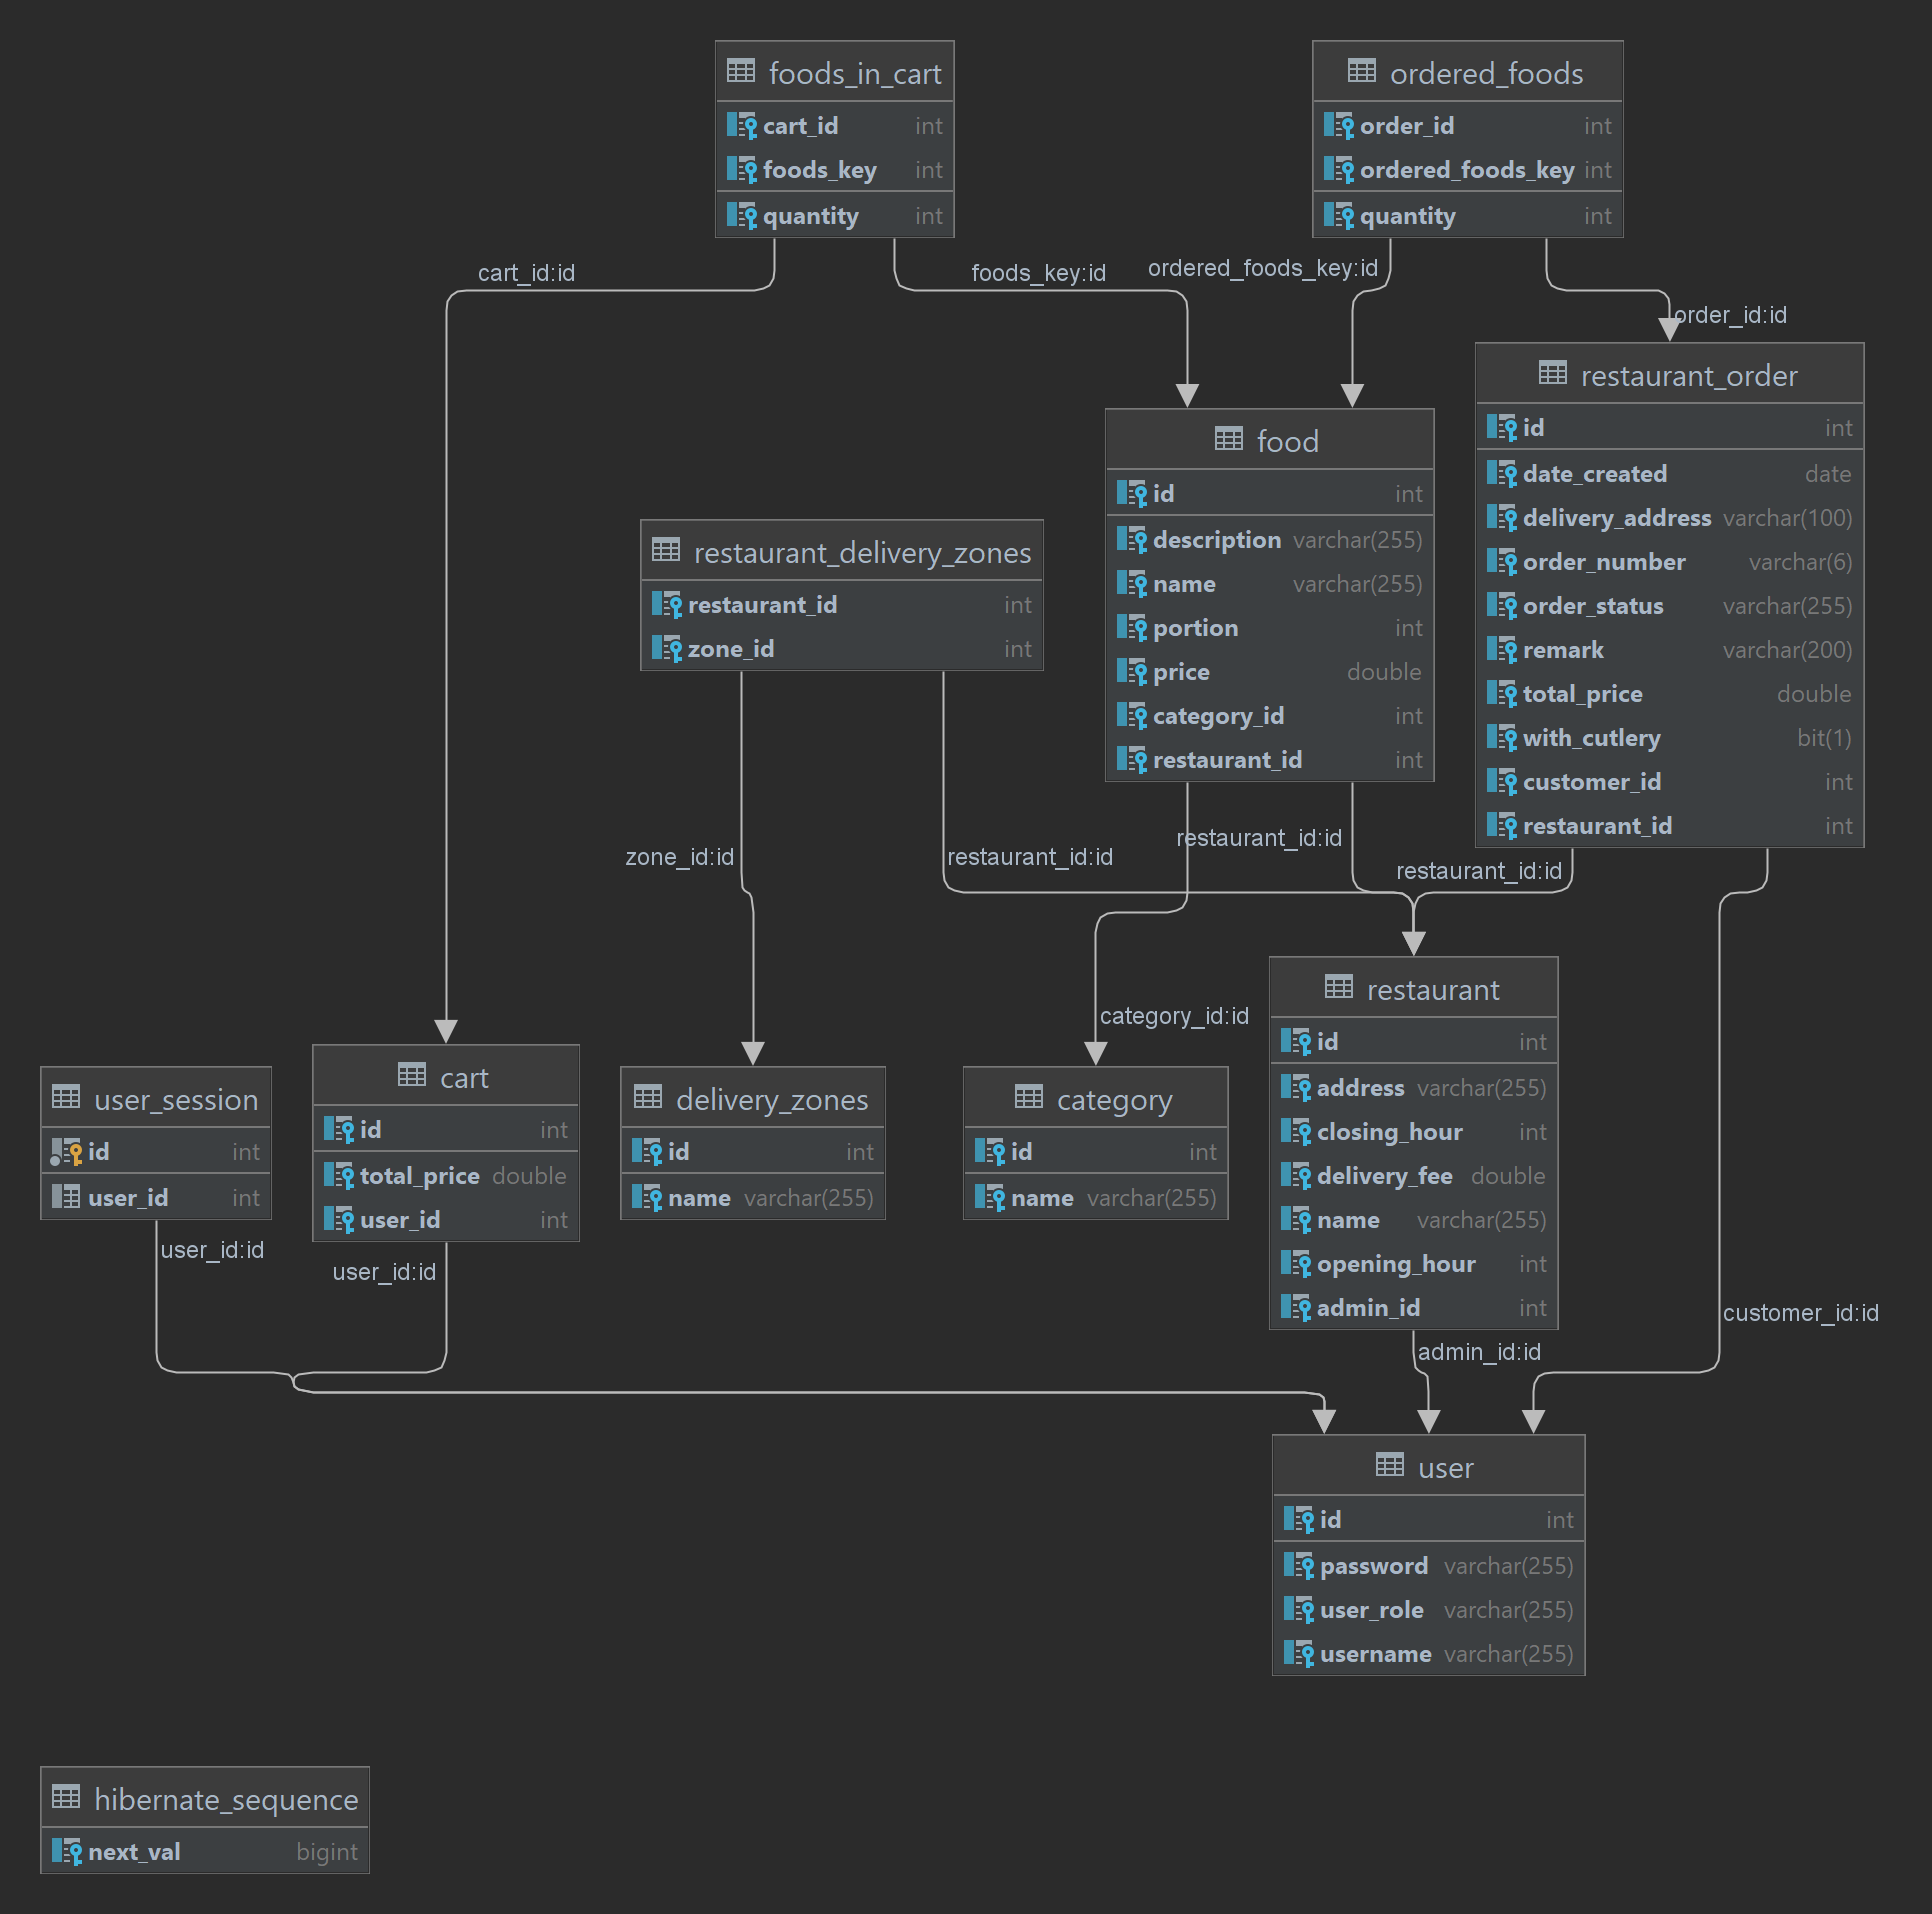 foods_in_cart
cart_id int
foods_key int
quantity int
ordered_foods
order_id int
ordered_foods_key int
quantity int
cart_id:id
foods_key:id
ordered_foods_key:id
order_id:id
restaurant_order
id int
date_created date
delivery_address varchar(100)
order_number varchar(6)
order_status varchar(255)
remark varchar(200)
total_price double
with_cutlery bit(1)
customer_id int
restaurant_id int
food
id int
description varchar(255)
name varchar(255)
portion int
price double
category_id int
restaurant_id int
restaurant_delivery_zones
restaurant_id int
zone_id int
zone_id:id
restaurant_id:id
restaurant_id:id
restaurant_id:id
category_id:id
restaurant
id int
address varchar(255)
closing_hour int
delivery_fee double
name varchar(255)
opening_hour int
admin_id int
user_session
id int
user_id int
cart
id int
total_price double
user_id int
delivery_zones
id int
name varchar(255)
category
id int
name varchar(255)
user_id:id
user_id:id
admin_id:id
customer_id:id
user
id int
password varchar(255)
user_role varchar(255)
username varchar(255)
hibernate_sequence
next_val bigint